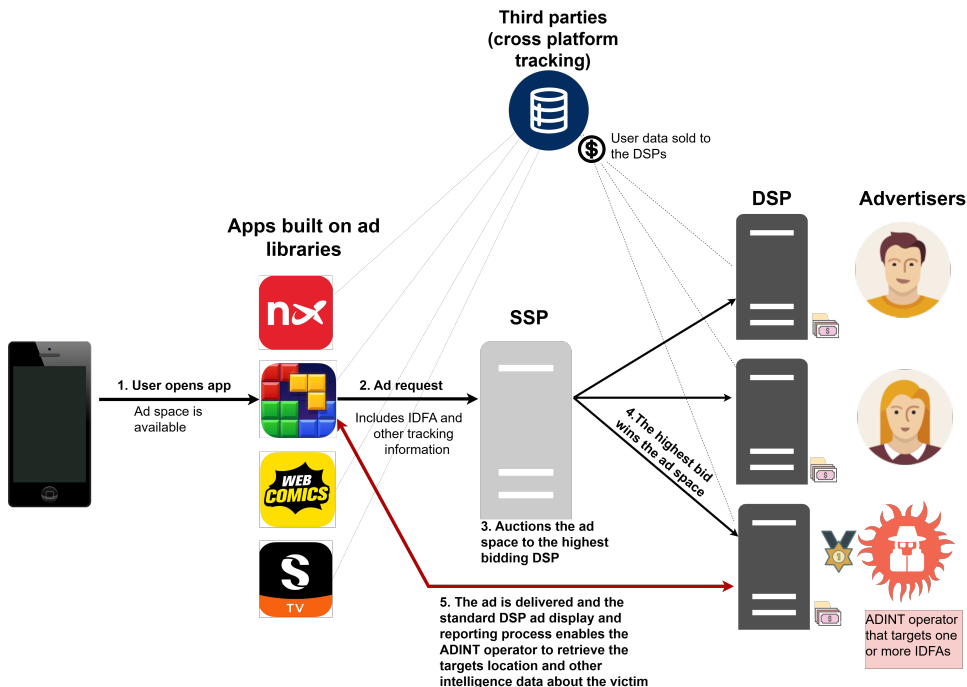 Third parties
(cross platform
tracking)
User data sold to
the DSPs
DSP
Advertisers
Apps built on ad
libraries
nx
SSP
1. User opens app
Ad space is
available
2. Ad request
Includes IDFA and
other tracking
information
4.The highest bid
wins the ad space
WEB
COMICS
3. Auctions the ad
space to the highest
bidding DSP
S
TV
1
5. The ad is delivered and the
standard DSP ad display and
reporting process enables the
ADINT operator to retrieve the
targets location and other
intelligence data about the victim
ADINT operator
that targets one
or more IDFAs